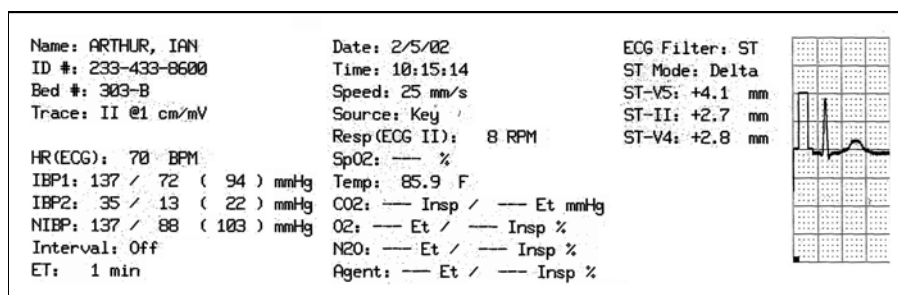 Name: ARTHUR, IAN
ID #: 233-433-8600
Bed #: 303-B
Trace: II @1 cm/mV
HR(ECG): 70 BPM
IBP1: 137 / 72 ( 94 ) mmHg
IBP2: 35 / 13 ( 22 ) mmHg
NIBP: 137 / 88 ( 103 ) mmHg
Interval: Off
ET: 1 min
Date: 2/5/02
Time: 10:15:14
Speed: 25 mm/s
Source: Key
Resp(ECG II): 8 RPM
SpO2: --- %
Temp: 85.9 F
CO2: --- Insp / --- Et mmHg
O2: --- Et / --- Insp %
N2O: --- Et / --- Insp %
Agent: --- Et / --- Insp %
ECG Filter: ST
ST Mode: Delta
ST-V5: +4.1 mm
ST-II: +2.7 mm
ST-V4: +2.8 mm